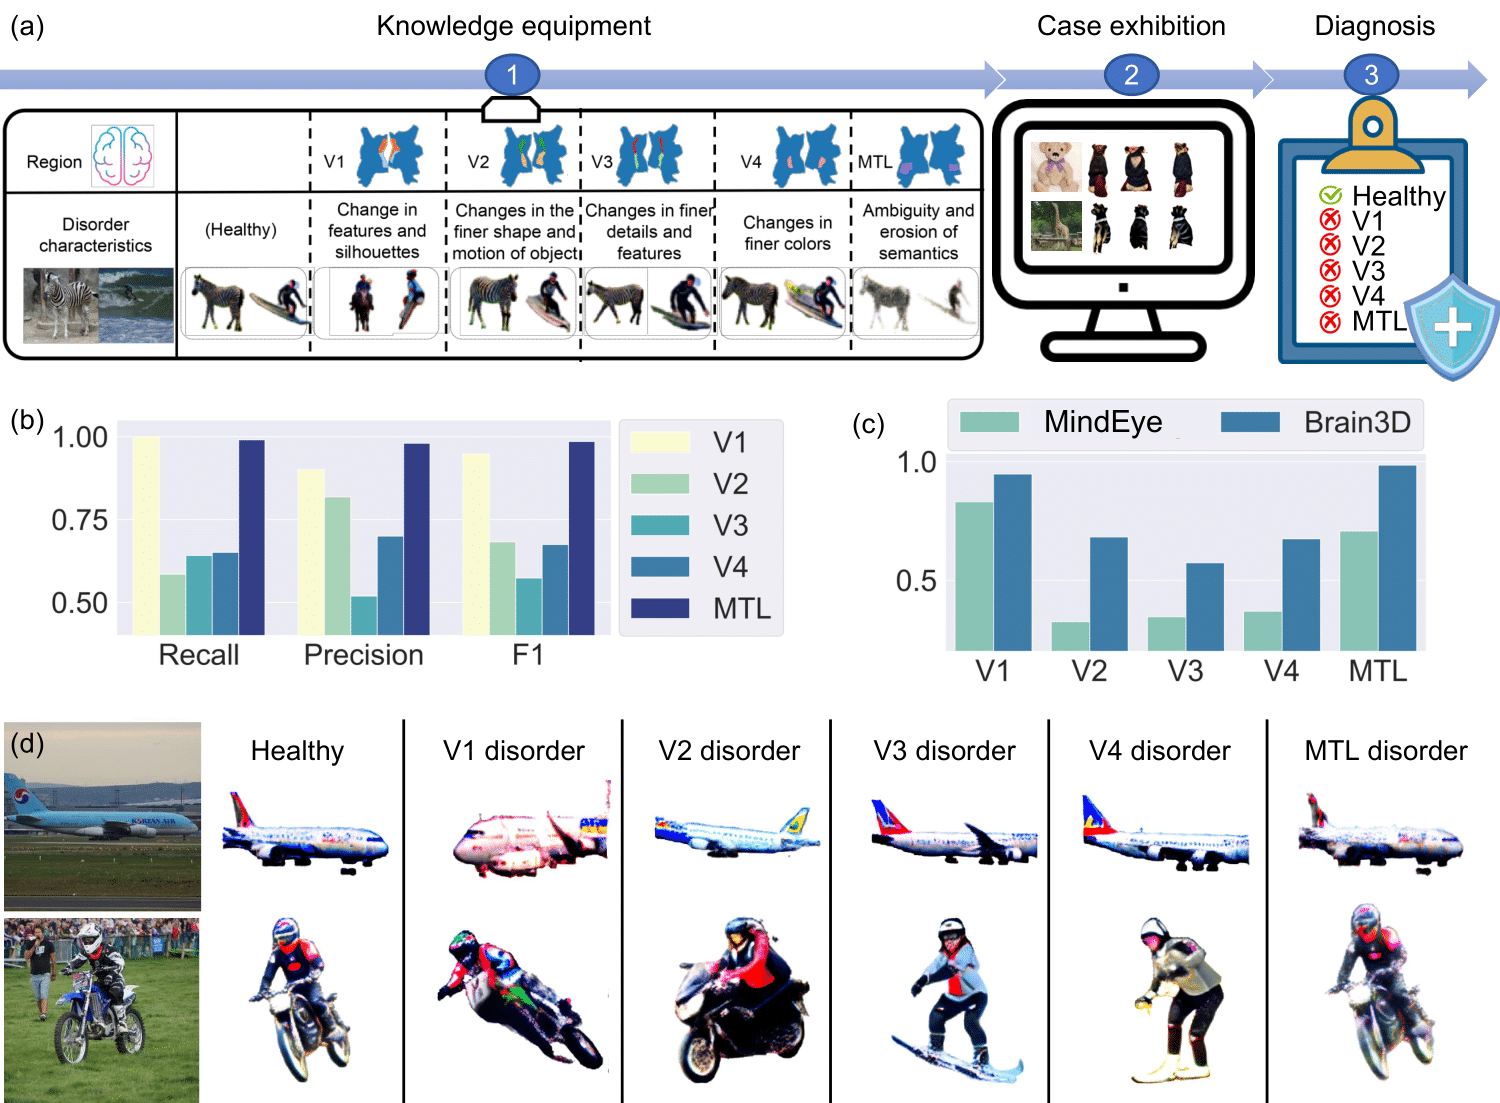 (a)
Knowledge equipment
Case exhibition
Diagnosis
1
2
3
Region
V1
V2
V3
V4
MTL
Disorder
characteristics
(Healthy)
Change in
features and
silhouettes
Changes in the
finer shape and
motion of object
Changes in finer
details and
features
Changes in
finer colors
Ambiguity and
erosion of
semantics
Healthy
V1
V2
V3
V4
MTL
(b)
1.00
0.75
0.50
Recall
Precision
F1
V1
V2
V3
V4
MTL
(c)
MindEye
Brain3D
1.0
0.5
V1
V2
V3
V4
MTL
(d)
Healthy
V1 disorder
V2 disorder
V3 disorder
V4 disorder
MTL disorder
KOREAN AIR